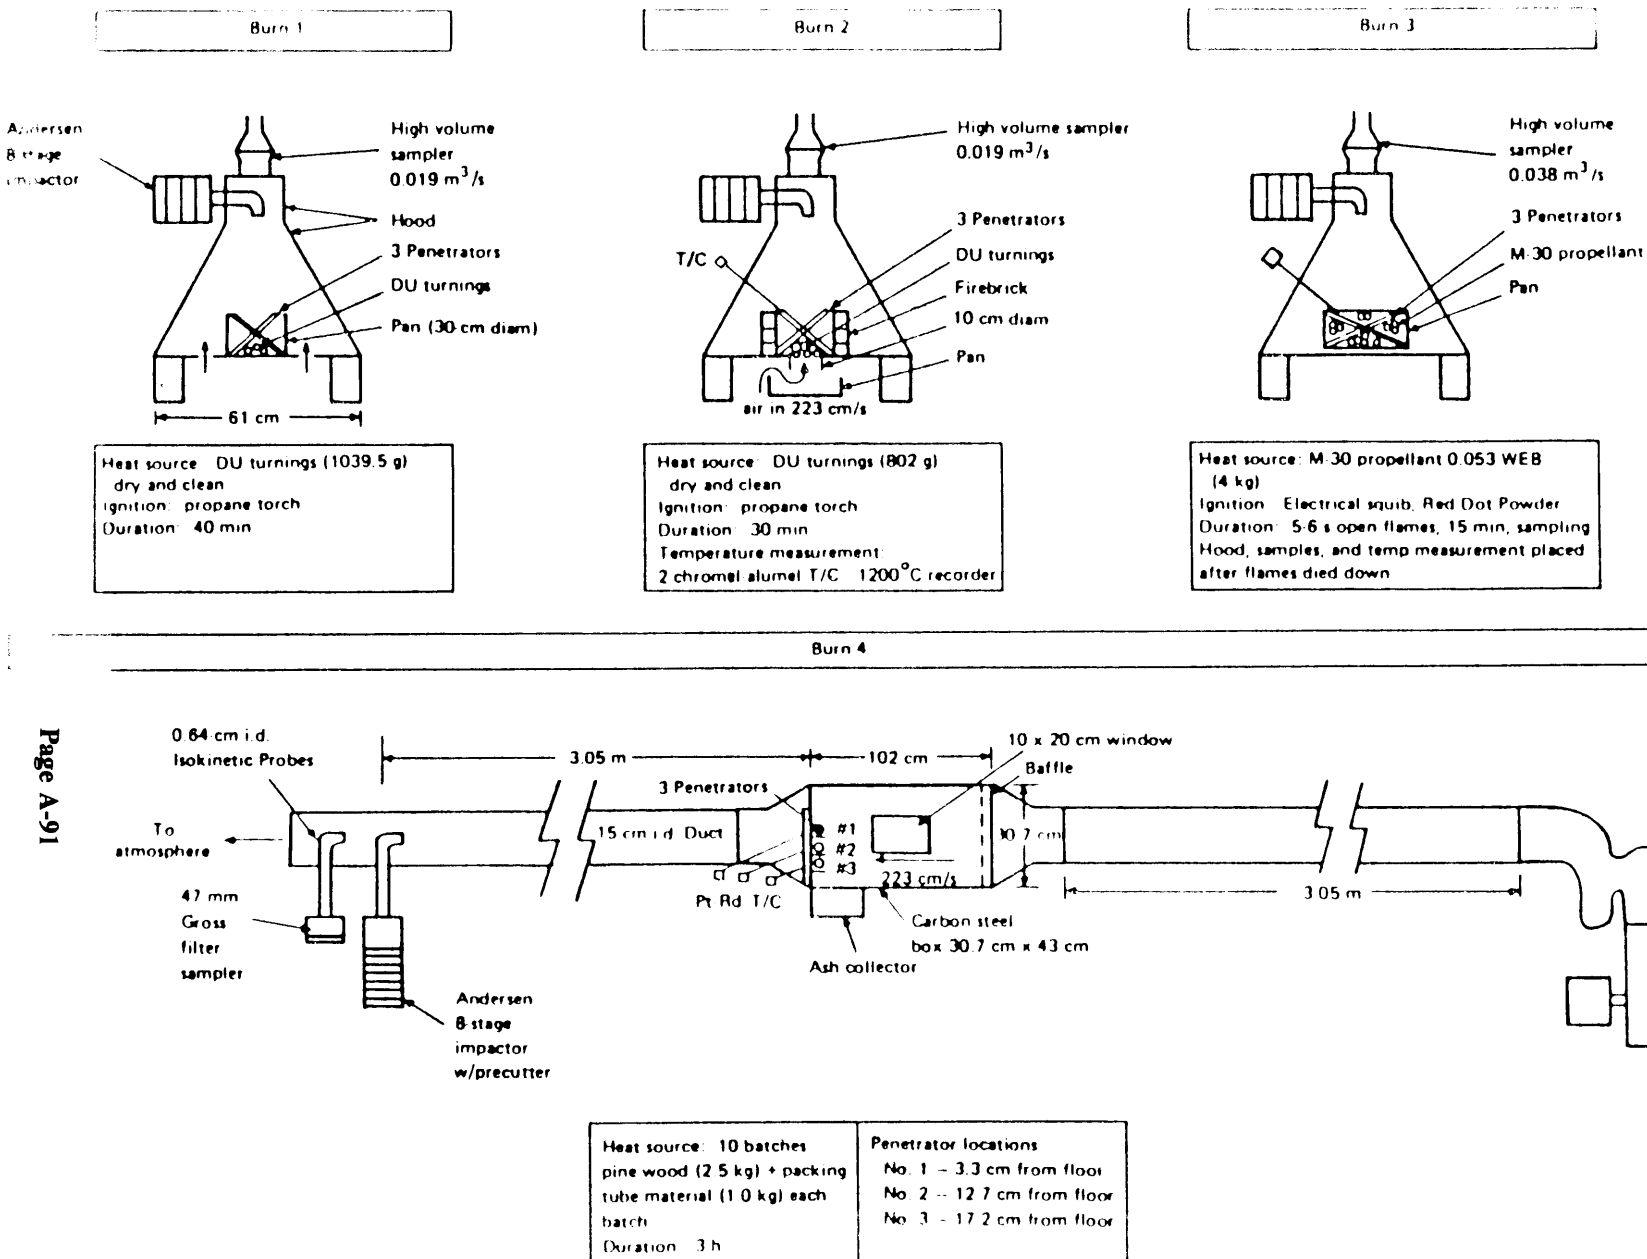 Burn 1
Andersen
8 stage
impactor
High volume
sampler
0.019 m³/s
Hood
3 Penetrators
DU turnings
Pan (30-cm diam)
61 cm
Heat source: DU turnings (1039.5 g)
dry and clean
Ignition: propane torch
Duration: 40 min
Burn 2
High volume sampler
0.019 m³/s
3 Penetrators
T/C
DU turnings
Firebrick
10 cm diam
Pan
air in 223 cm/s
Heat source: DU turnings (802 g)
dry and clean
Ignition: propane torch
Duration: 30 min
Temperature measurement:
2 chromel-alumel T/C 1200°C recorder
Burn 3
High volume
sampler
0.038 m³/s
3 Penetrators
M-30 propellant
Pan
Heat source: M-30 propellant 0.053 WEB
(4 kg)
Ignition: Electrical squib, Red Dot Powder
Duration: 5-6 s open flames, 15 min, sampling
Hood, samples, and temp measurement placed
after flames died down
Burn 4
Page A-91
0.64-cm i.d.
Isokinetic Probes
3.05 m
102 cm
10 x 20 cm window
Baffle
3 Penetrators
To
atmosphere
15 cm i.d. Duct
#1
#2
#3
30.7 cm
223 cm/s
3.05 m
Pt Rd T/C
47 mm
Gross
filter
sampler
Carbon steel
box 30.7 cm x 43 cm
Ash collector
Andersen
8-stage
impactor
w/precutter
Heat source: 10 batches
pine wood (2.5 kg) + packing
tube material (1.0 kg) each
batch
Duration 3 h
Penetrator locations
No. 1 - 3.3 cm from floor
No. 2 -- 12.7 cm from floor
No. 3 - 17.2 cm from floor